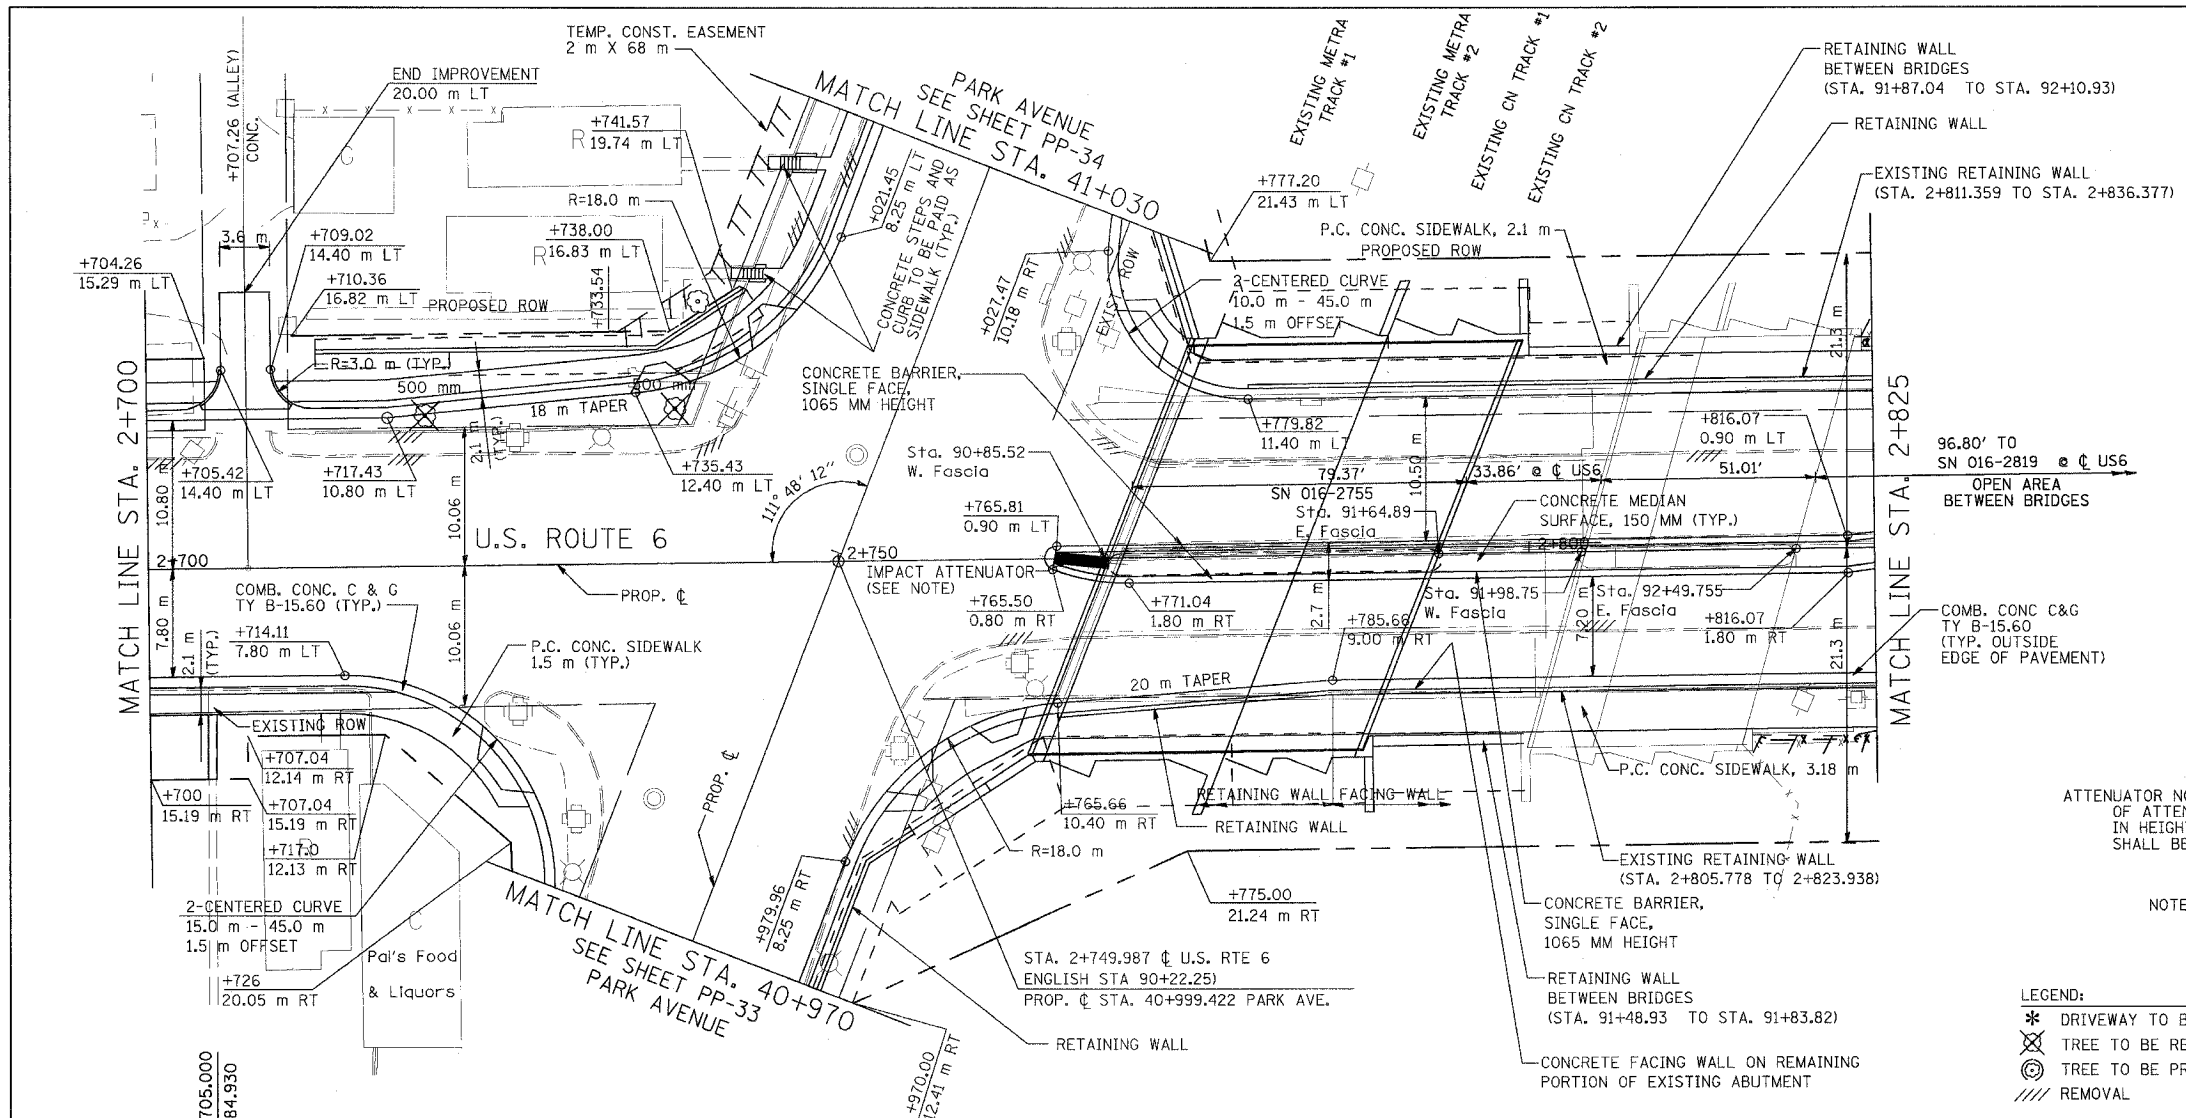 TEMP. CONST. EASEMENT
2 m X 68 m
END IMPROVEMENT
20.00 m LT
+707.26 (ALLEY)
CONC.
C
R
+741.57
19.74 m LT
R=18.0 m
+738.00
16.83 m LT
R
+733.54
3.6 m
+709.02
14.40 m LT
+704.26
15.29 m LT
+710.36
16.82 m LT
PROPOSED ROW
R=3.0 m (TYP.)
500 mm
18 m TAPER
2.1 m
(TYP.)
+705.42
14.40 m LT
+717.43
10.80 m LT
+735.43
12.40 m LT
MATCH LINE STA. 2+700
10.80 m
10.06 m
7.80 m
10.06 m
2.1 m
(TYP.)
2+700
U.S. ROUTE 6
111° 48' 12"
2+750
PROP. ℄
PARK AVENUE
SEE SHEET PP-34
MATCH LINE STA. 41+030
+021.45
8.25 m LT
CONCRETE STEPS AND
CURB TO BE PAID AS
SIDEWALK (TYP.)
+027.47
10.18 m RT
EXIST. ROW
EXISTING METRA
TRACK #1
EXISTING METRA
TRACK #2
EXISTING CN TRACK #1
EXISTING CN TRACK #2
+777.20
21.43 m LT
2-CENTERED CURVE
10.0 m - 45.0 m
1.5 m OFFSET
P.C. CONC. SIDEWALK, 2.1 m
PROPOSED ROW
RETAINING WALL
BETWEEN BRIDGES
(STA. 91+87.04 TO STA. 92+10.93)
RETAINING WALL
EXISTING RETAINING WALL
(STA. 2+811.359 TO STA. 2+836.377)
21.3 m
CONCRETE BARRIER,
SINGLE FACE,
1065 MM HEIGHT
+779.82
11.40 m LT
Sta. 90+85.52
W. Fascia
79.37'
SN 016-2755
Sta. 91+64.89
E. Fascia
10.50 m
33.86' @ ℄ US6
51.01'
+816.07
0.90 m LT
96.80' TO
SN 016-2819 @ ℄ US6
OPEN AREA
BETWEEN BRIDGES
MATCH LINE STA. 2+825
+765.81
0.90 m LT
CONCRETE MEDIAN
SURFACE, 150 MM (TYP.)
2+800
IMPACT ATTENUATOR
(SEE NOTE)
+765.50
0.80 m RT
+771.04
1.80 m RT
2.7 m
+785.66
9.00 m RT
Sta. 91+98.75
W. Fascia
Sta. 92+49.755
E. Fascia
7.20 m
+816.07
1.80 m RT
21.3 m
COMB. CONC C&G
TY B-15.60
(TYP. OUTSIDE
EDGE OF PAVEMENT)
20 m TAPER
COMB. CONC. C & G
TY B-15.60 (TYP.)
+714.11
7.80 m LT
P.C. CONC. SIDEWALK
1.5 m (TYP.)
EXISTING ROW
+707.04
12.14 m RT
+700
15.19 m RT
+707.04
15.19 m RT
+717.0
12.13 m RT
R
2-CENTERED CURVE
15.0 m - 45.0 m
1.5 m OFFSET
C
Pal's Food
& Liquors
+726
20.05 m RT
PROP. ℄
MATCH LINE STA. 40+970
SEE SHEET PP-33
PARK AVENUE
+979.96
8.25 m RT
+970.00
12.41 m RT
+765.66
10.40 m RT
R=18.0 m
RETAINING WALL FACING WALL
RETAINING WALL
+775.00
21.24 m RT
STA. 2+749.987 ℄ U.S. RTE 6
ENGLISH STA 90+22.25)
PROP. ℄ STA. 40+999.422 PARK AVE.
RETAINING WALL
P.C. CONC. SIDEWALK, 3.18 m
EXISTING RETAINING WALL
(STA. 2+805.778 TO 2+823.938)
CONCRETE BARRIER,
SINGLE FACE,
1065 MM HEIGHT
RETAINING WALL
BETWEEN BRIDGES
(STA. 91+48.93 TO STA. 91+83.82)
CONCRETE FACING WALL ON REMAINING
PORTION OF EXISTING ABUTMENT
ATTENUATOR NO
OF ATTEN
IN HEIGHT
SHALL BE
NOTE
LEGEND:
DRIVEWAY TO B
TREE TO BE RE
TREE TO BE PR
REMOVAL
705.000
84.930